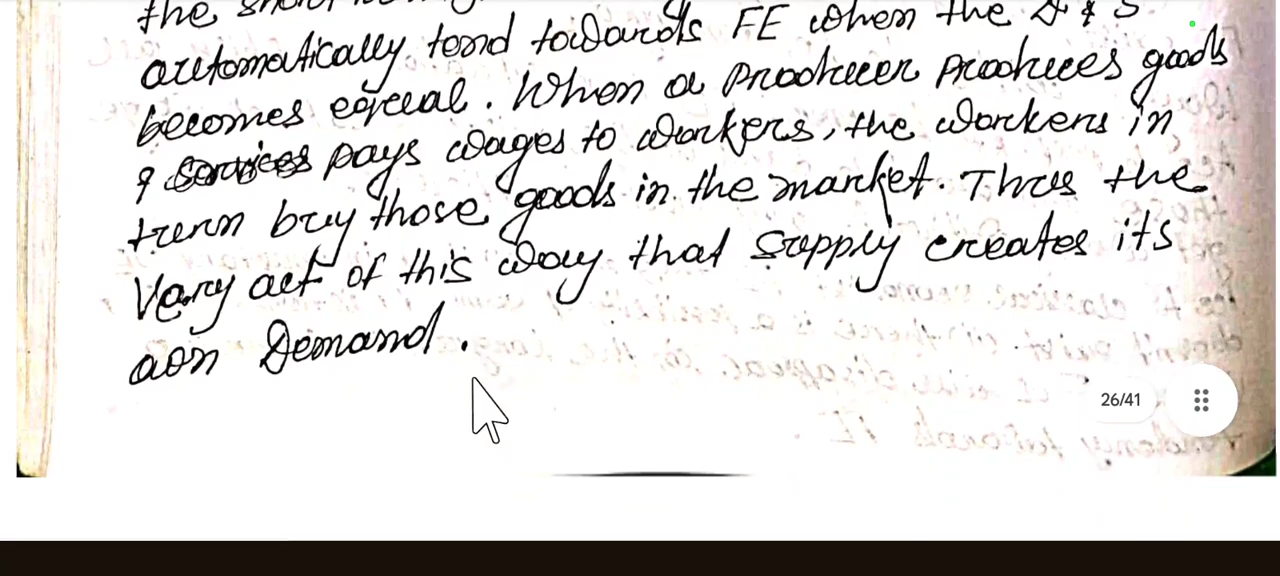 the
automatically tend towards FE when the D & S
becomes equal. When a producer produces goods
& services pays wages to workers, the workers in
turn buy those goods in the market. Thus the
Very act of this way that supply creates its
own Demand.
26/41